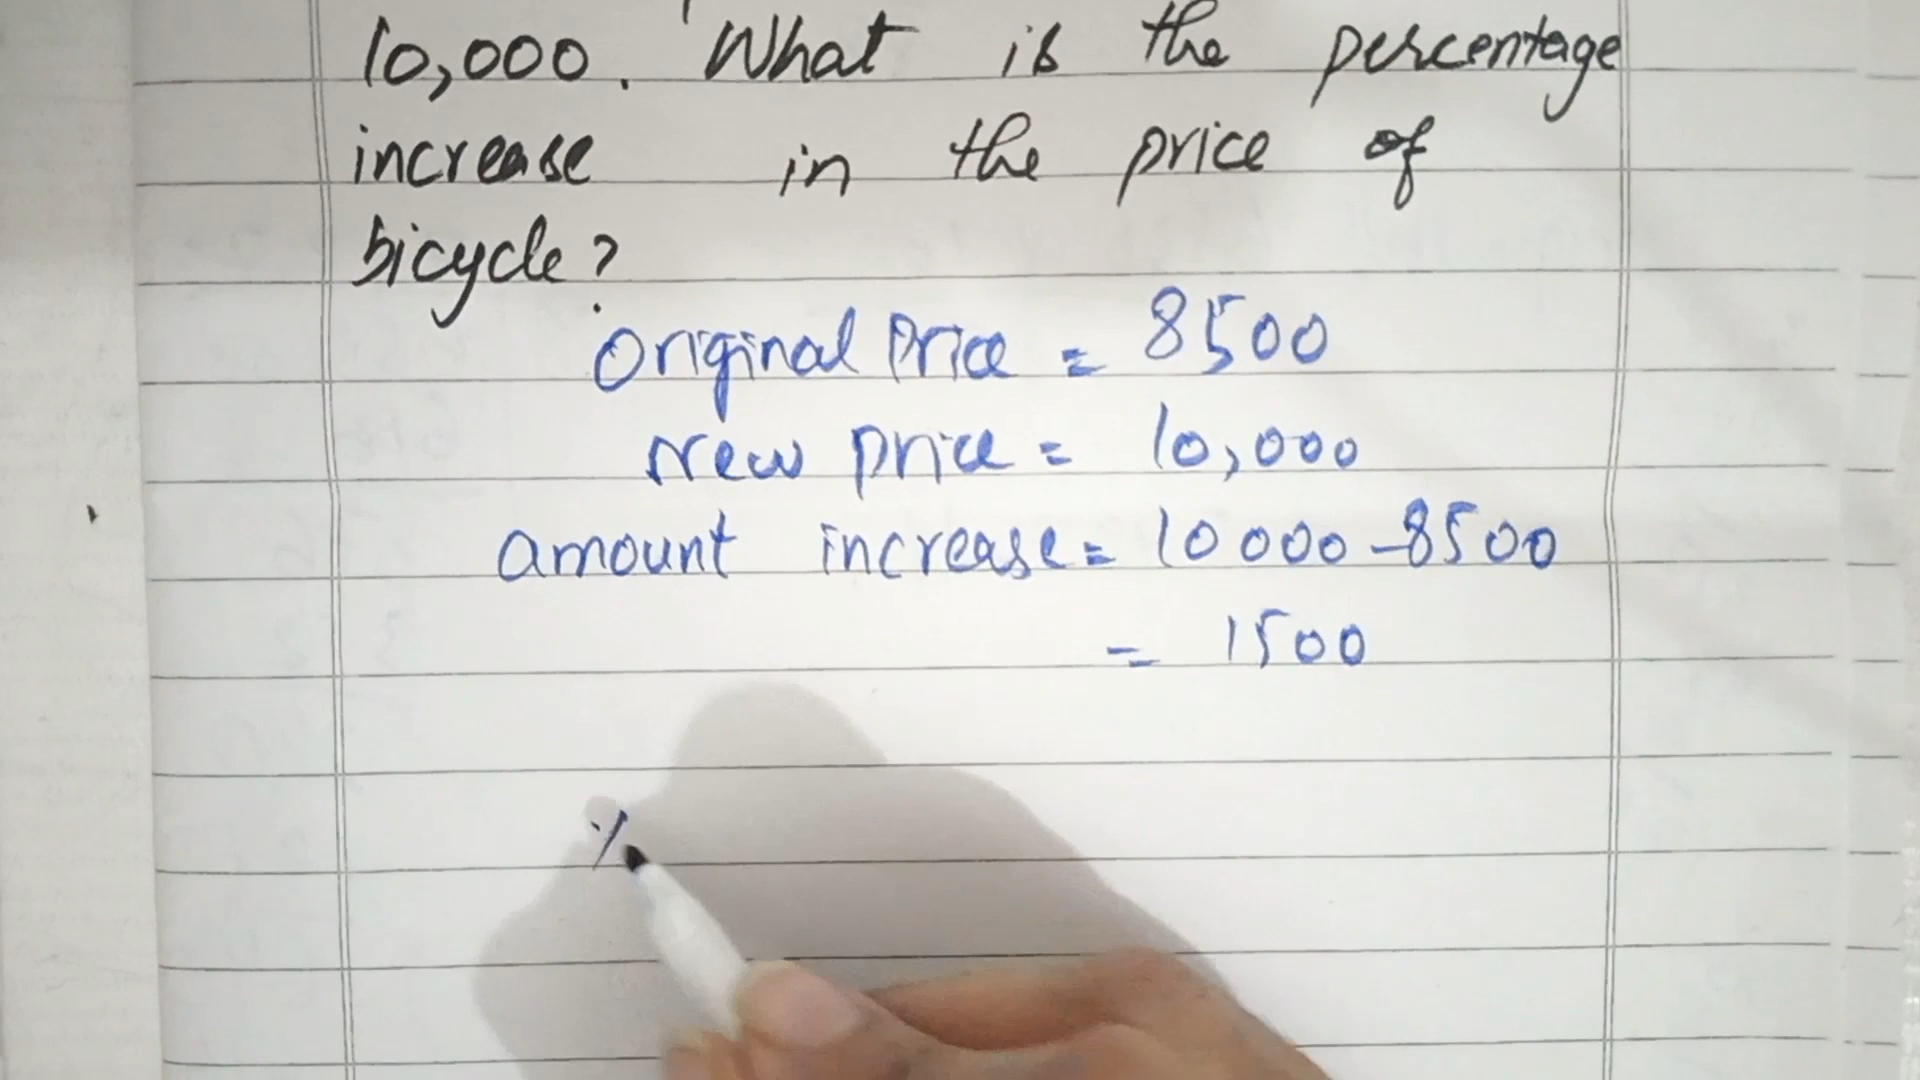 10,000. What is the percentage
increase in the price of
bicycle?
Original Price = 8500
New price = 10,000
amount increase = 10000 - 8500
= 1500
%